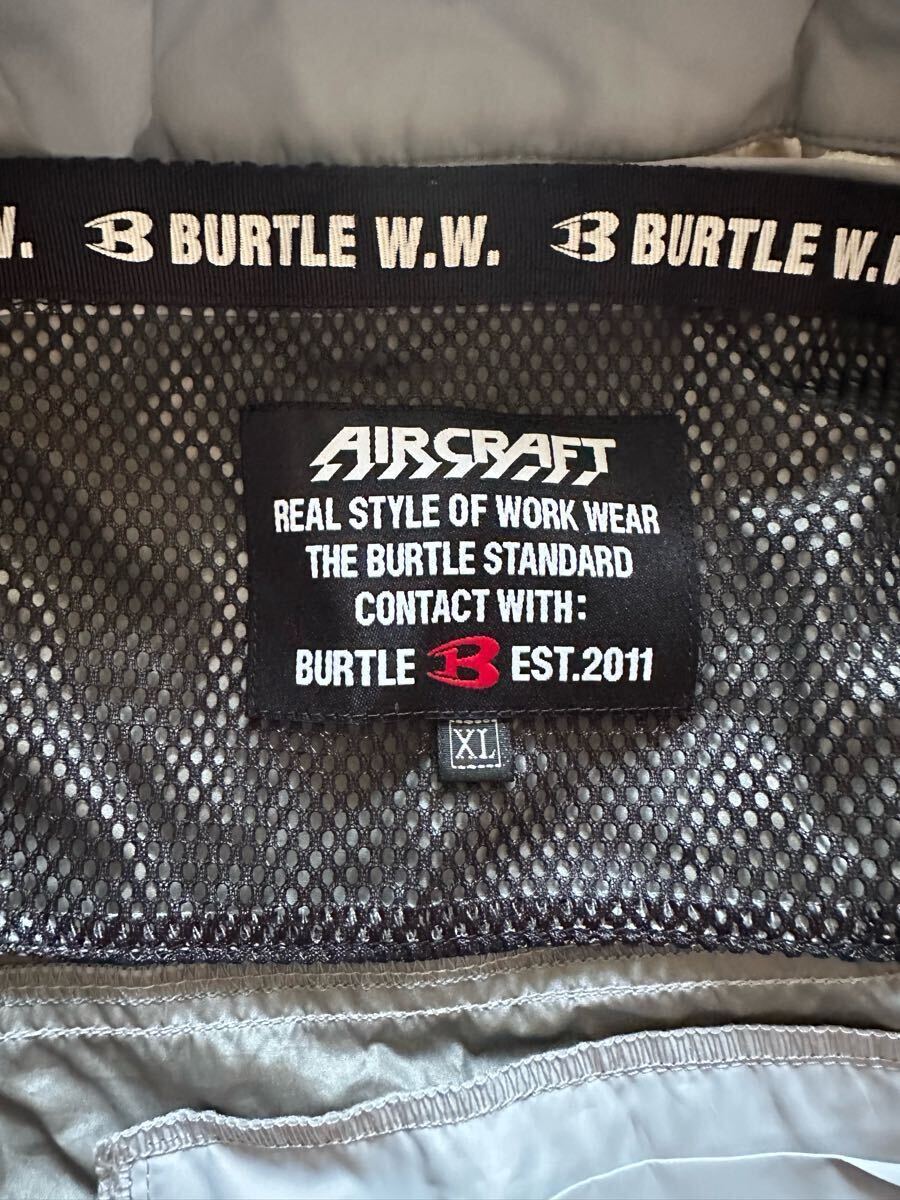 W. B BURTLE W.W. B BURTLE W.W
AIRCRAFT
REAL STYLE OF WORK WEAR
THE BURTLE STANDARD
CONTACT WITH:
BURTLE B EST.2011
XL